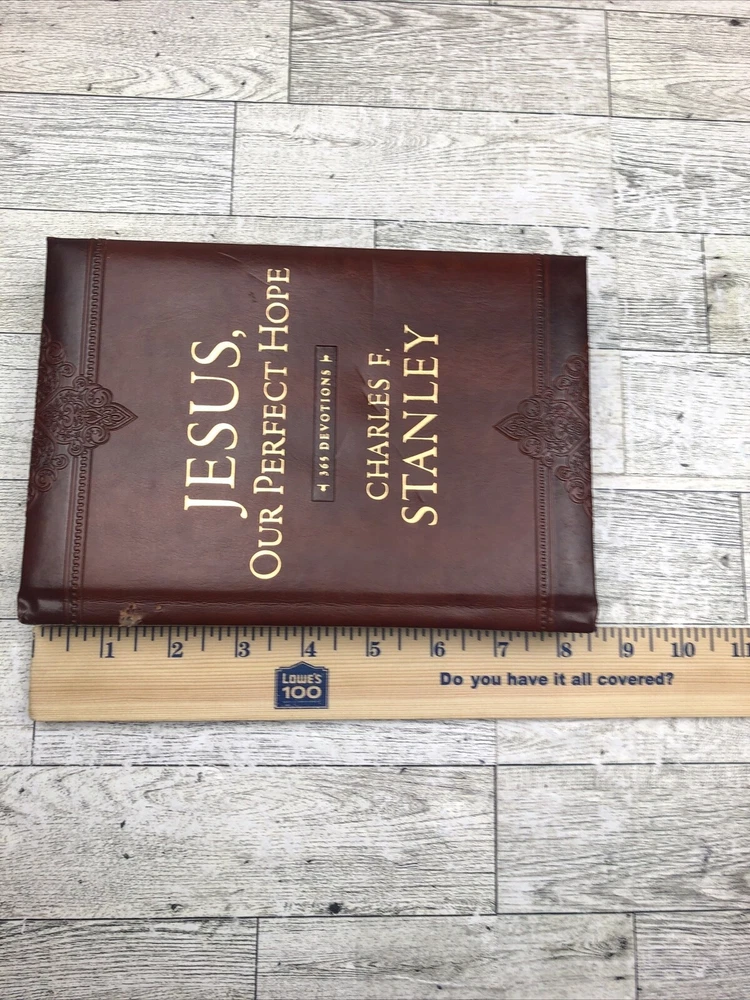 JESUS,
OUR PERFECT HOPE
365 DEVOTIONS
CHARLES F.
STANLEY
1 2 3 4 5 6 7 8 9 10 11
LOWE'S
100
Do you have it all covered?